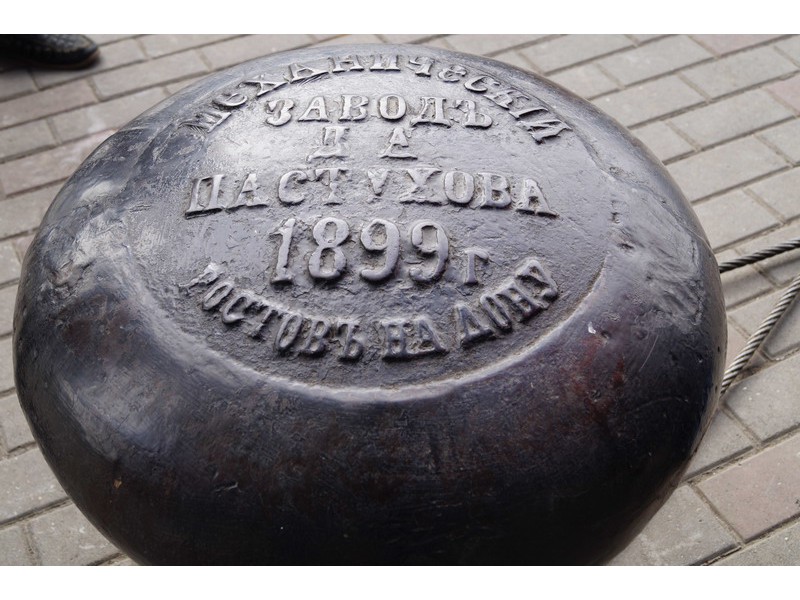 МЕХАНИЧЕСКІЙ
ЗАВОДЪ
Д А
ПАСТУХОВА
1899 г
РОСТОВЪ НА ДОНУ